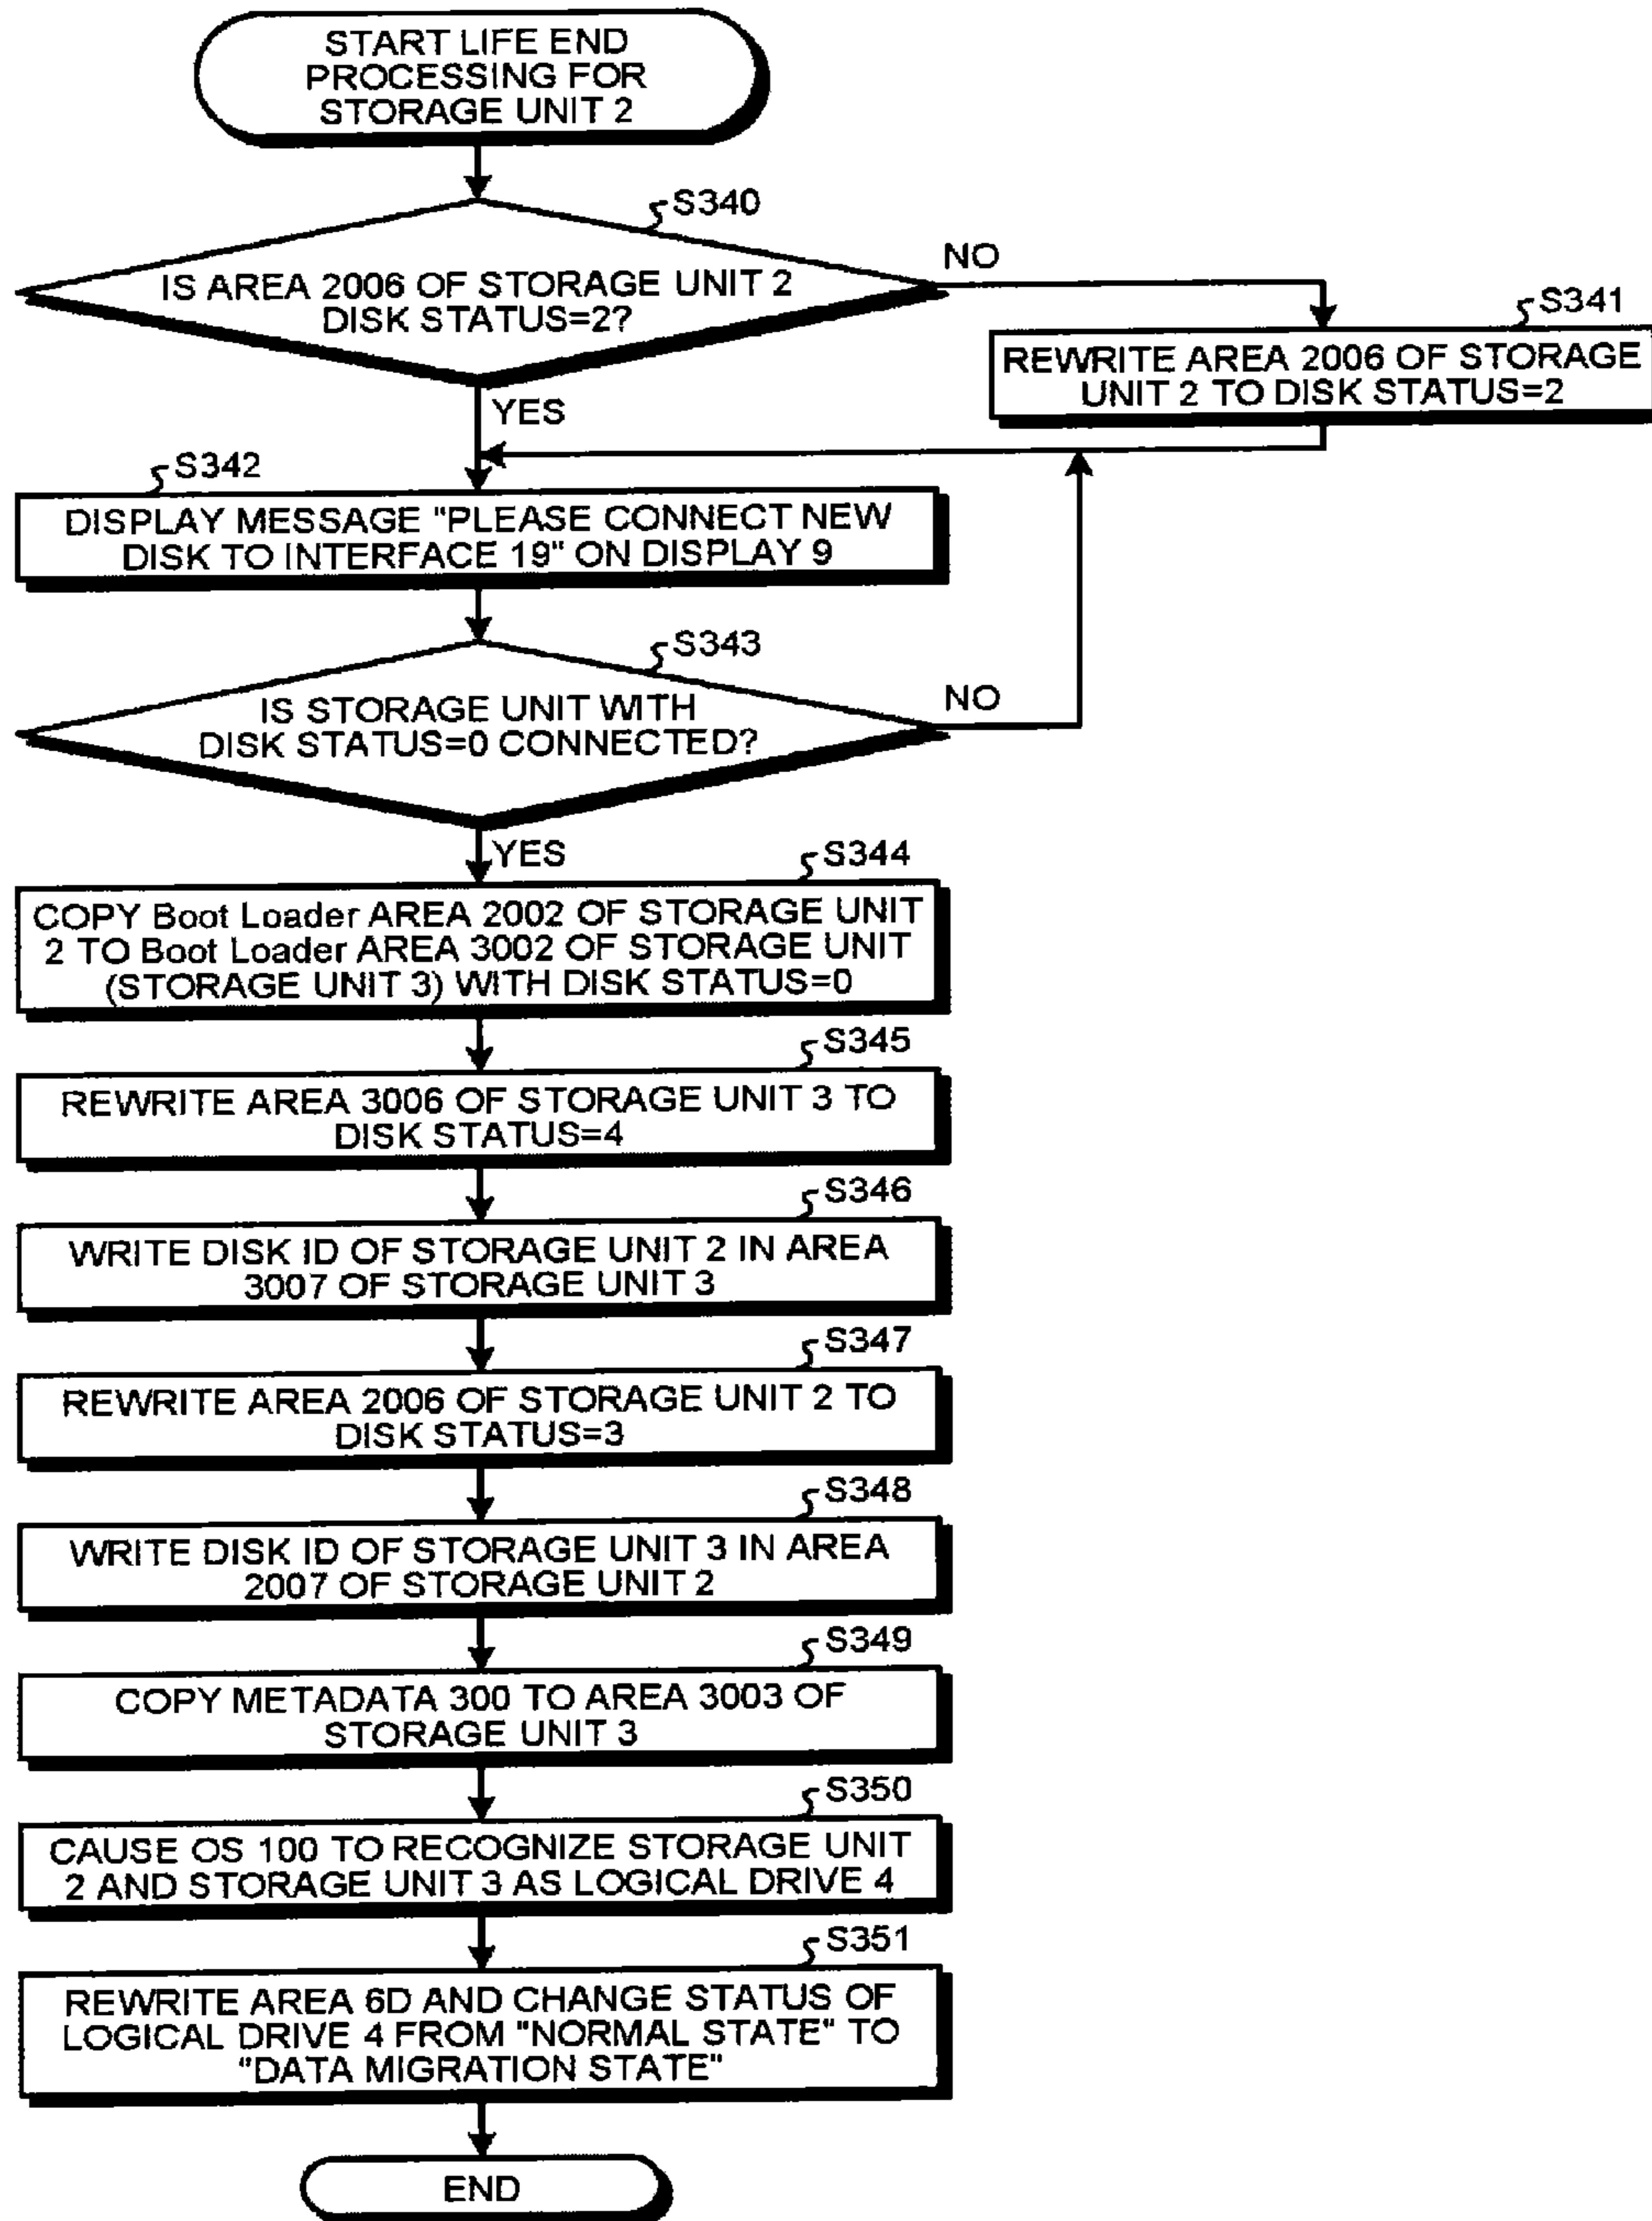 START LIFE END
PROCESSING FOR
STORAGE UNIT 2
S340
IS AREA 2006 OF STORAGE UNIT 2
DISK STATUS=2?
NO
S341
REWRITE AREA 2006 OF STORAGE
UNIT 2 TO DISK STATUS=2
YES
S342
DISPLAY MESSAGE "PLEASE CONNECT NEW
DISK TO INTERFACE 19" ON DISPLAY 9
S343
IS STORAGE UNIT WITH
DISK STATUS=0 CONNECTED?
NO
YES
S344
COPY Boot Loader AREA 2002 OF STORAGE UNIT
2 TO Boot Loader AREA 3002 OF STORAGE UNIT
(STORAGE UNIT 3) WITH DISK STATUS=0
S345
REWRITE AREA 3006 OF STORAGE UNIT 3 TO
DISK STATUS=4
S346
WRITE DISK ID OF STORAGE UNIT 2 IN AREA
3007 OF STORAGE UNIT 3
S347
REWRITE AREA 2006 OF STORAGE UNIT 2 TO
DISK STATUS=3
S348
WRITE DISK ID OF STORAGE UNIT 3 IN AREA
2007 OF STORAGE UNIT 2
S349
COPY METADATA 300 TO AREA 3003 OF
STORAGE UNIT 3
S350
CAUSE OS 100 TO RECOGNIZE STORAGE UNIT
2 AND STORAGE UNIT 3 AS LOGICAL DRIVE 4
S351
REWRITE AREA 6D AND CHANGE STATUS OF
LOGICAL DRIVE 4 FROM "NORMAL STATE" TO
"DATA MIGRATION STATE"
END